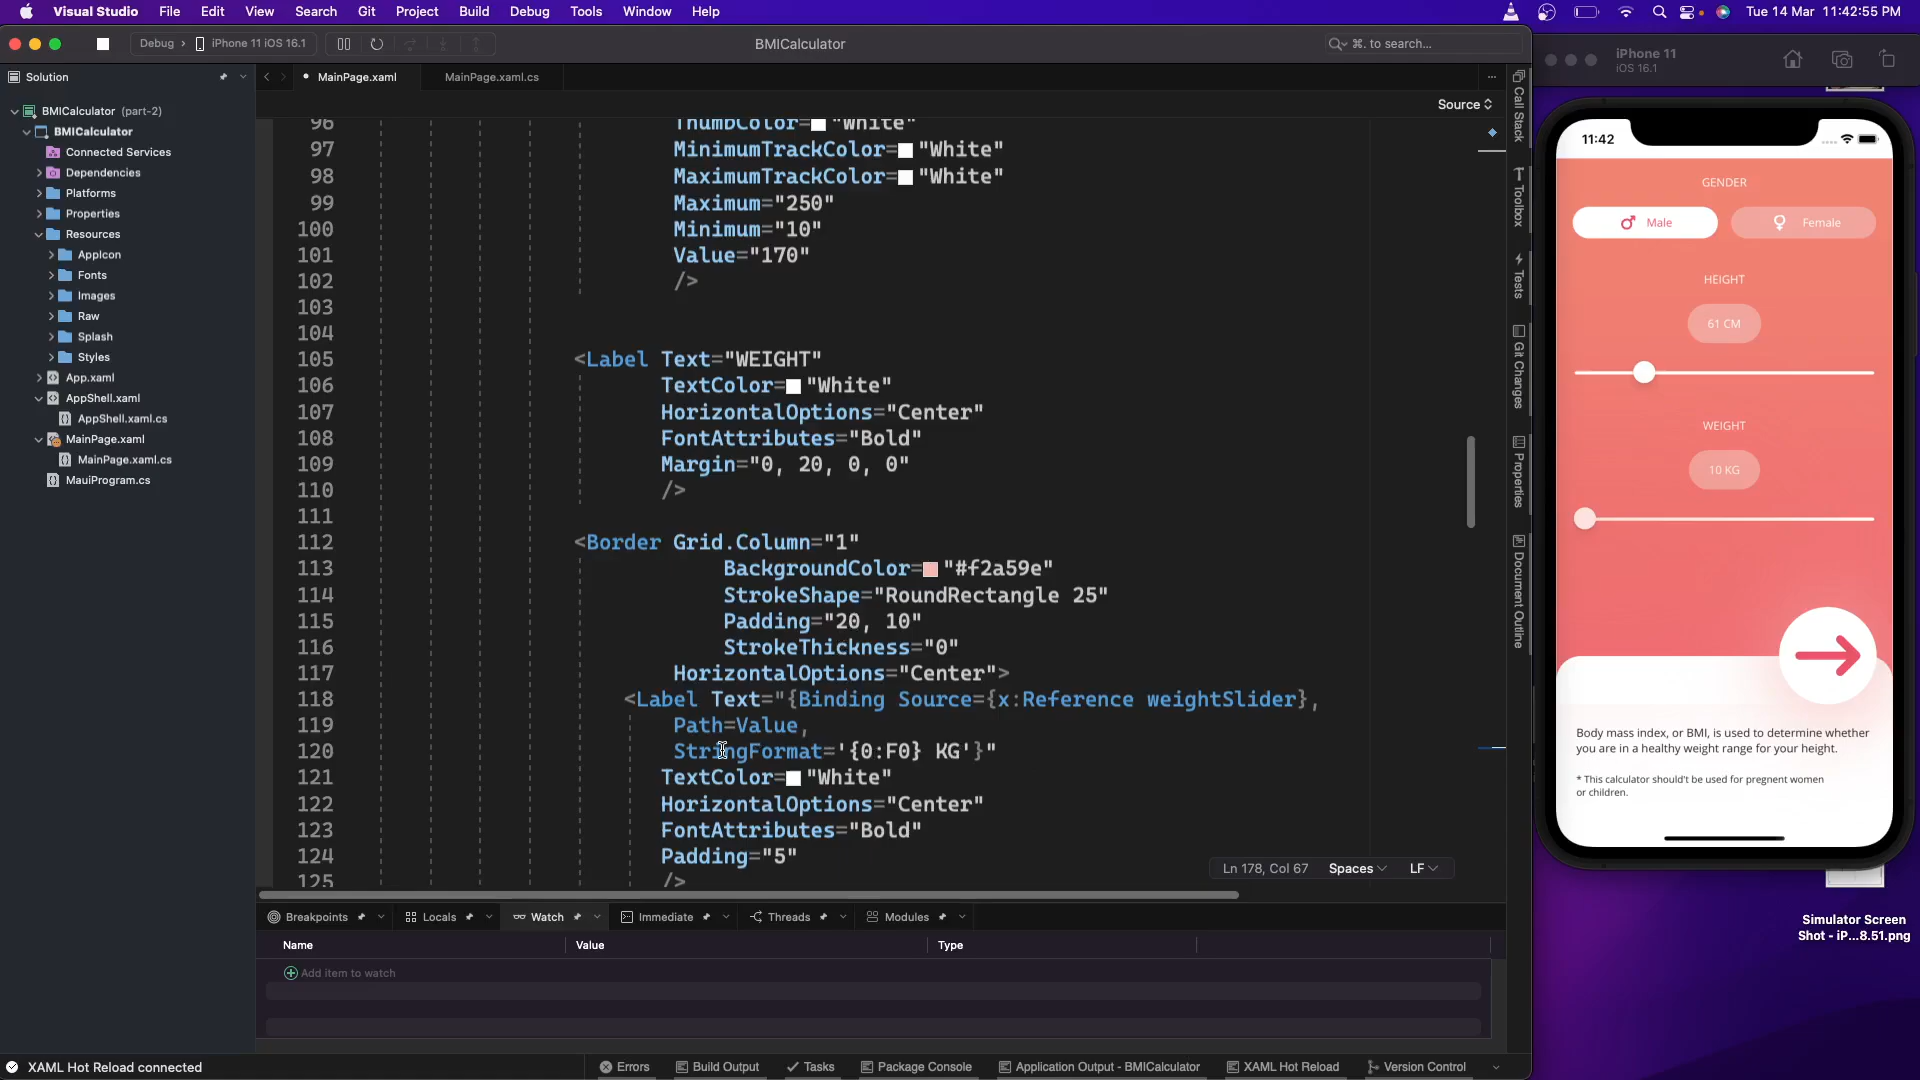 Visual Studio File Edit View Search Git Project Build Debug Tools Window Help Tue 14 Mar 11:42:55 PM
Debug › iPhone 11 iOS 16.1 BMICalculator ⌘. to search...
Solution
BMICalculator (part-2)
BMICalculator
Connected Services
Dependencies
Platforms
Properties
Resources
AppIcon
Fonts
Images
Raw
Splash
Styles
App.xaml
AppShell.xaml
AppShell.xaml.cs
MainPage.xaml
MainPage.xaml.cs
MauiProgram.cs
MainPage.xaml MainPage.xaml.cs
Source
96 ThumbColor="White"
97 MinimumTrackColor="White"
98 MaximumTrackColor="White"
99 Maximum="250"
100 Minimum="10"
101 Value="170"
102 />
103
104
105 <Label Text="WEIGHT"
106 TextColor="White"
107 HorizontalOptions="Center"
108 FontAttributes="Bold"
109 Margin="0, 20, 0, 0"
110 />
111
112 <Border Grid.Column="1"
113 BackgroundColor="#f2a59e"
114 StrokeShape="RoundRectangle 25"
115 Padding="20, 10"
116 StrokeThickness="0"
117 HorizontalOptions="Center">
118 <Label Text="{Binding Source={x:Reference weightSlider},
119 Path=Value,
120 StringFormat='{0:F0} KG'}"
121 TextColor="White"
122 HorizontalOptions="Center"
123 FontAttributes="Bold"
124 Padding="5"
125 />
Ln 178, Col 67 Spaces LF
Call Stack
Toolbox
Tests
Git Changes
Properties
Document Outline
Breakpoints Locals Watch Immediate Threads Modules
Name Value Type
Add item to watch
XAML Hot Reload connected
Errors Build Output Tasks Package Console Application Output - BMICalculator XAML Hot Reload Version Control
iPhone 11
iOS 16.1
11:42
GENDER
Male Female
HEIGHT
61 CM
WEIGHT
10 KG
Body mass index, or BMI, is used to determine whether
you are in a healthy weight range for your height.
* This calculator should't be used for pregnent women
or children.
Simulator Screen
Shot - iP...8.51.png